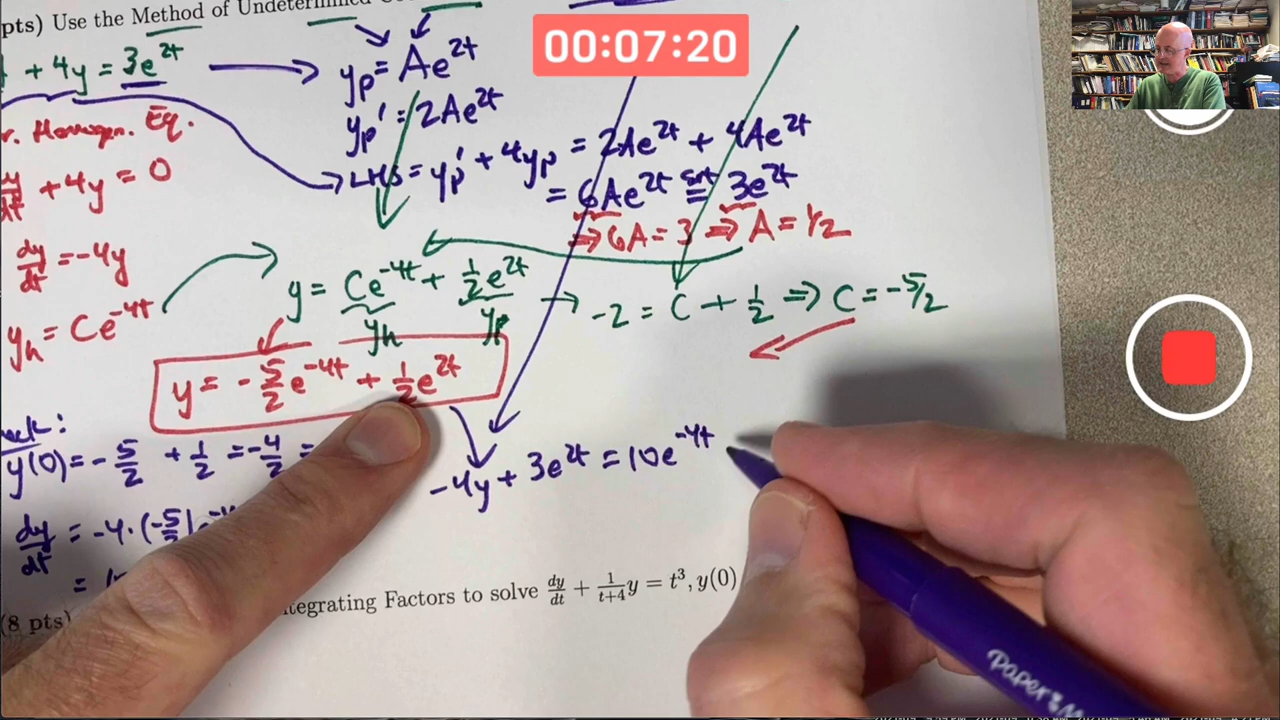 pts) Use the Method of Undetermined
00:07:20
+ 4y = 3e^{2t} → yp = Ae^{2t}
yp' = 2Ae^{2t}
r. Homogen. Eq.
→ LHS = yp' + 4yp = 2Ae^{2t} + 4Ae^{2t}
= 6Ae^{2t} set= 3e^{2t}
dy/dt + 4y = 0
⇒ 6A = 3 ⇒ A = 1/2
dy/dt = -4y
y = Ce^{-4t} + 1/2 e^{2t} → -2 = C + 1/2 ⇒ C = -5/2
yh yp
yh = Ce^{-4t}
y = -5/2 e^{-4t} + 1/2 e^{2t}
y(0) = -5/2 + 1/2 = -4/2 =
-4y + 3e^{2t} = 10e^{-4t}
dy/dt = -4·(-5/2)e^{-4t}
(8 pts) Integrating Factors to solve dy/dt + 1/(t+4) y = t^3, y(0)